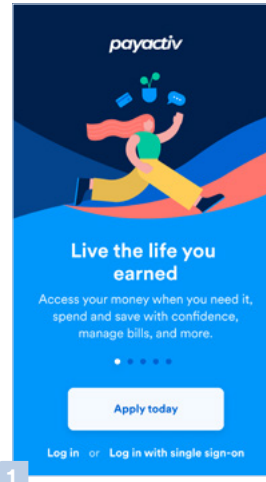 payactiv
Live the life you
earned
Access your money when you need it,
spend and save with confidence,
manage bills, and more.
Apply today
Log in or Log in with single sign-on
1